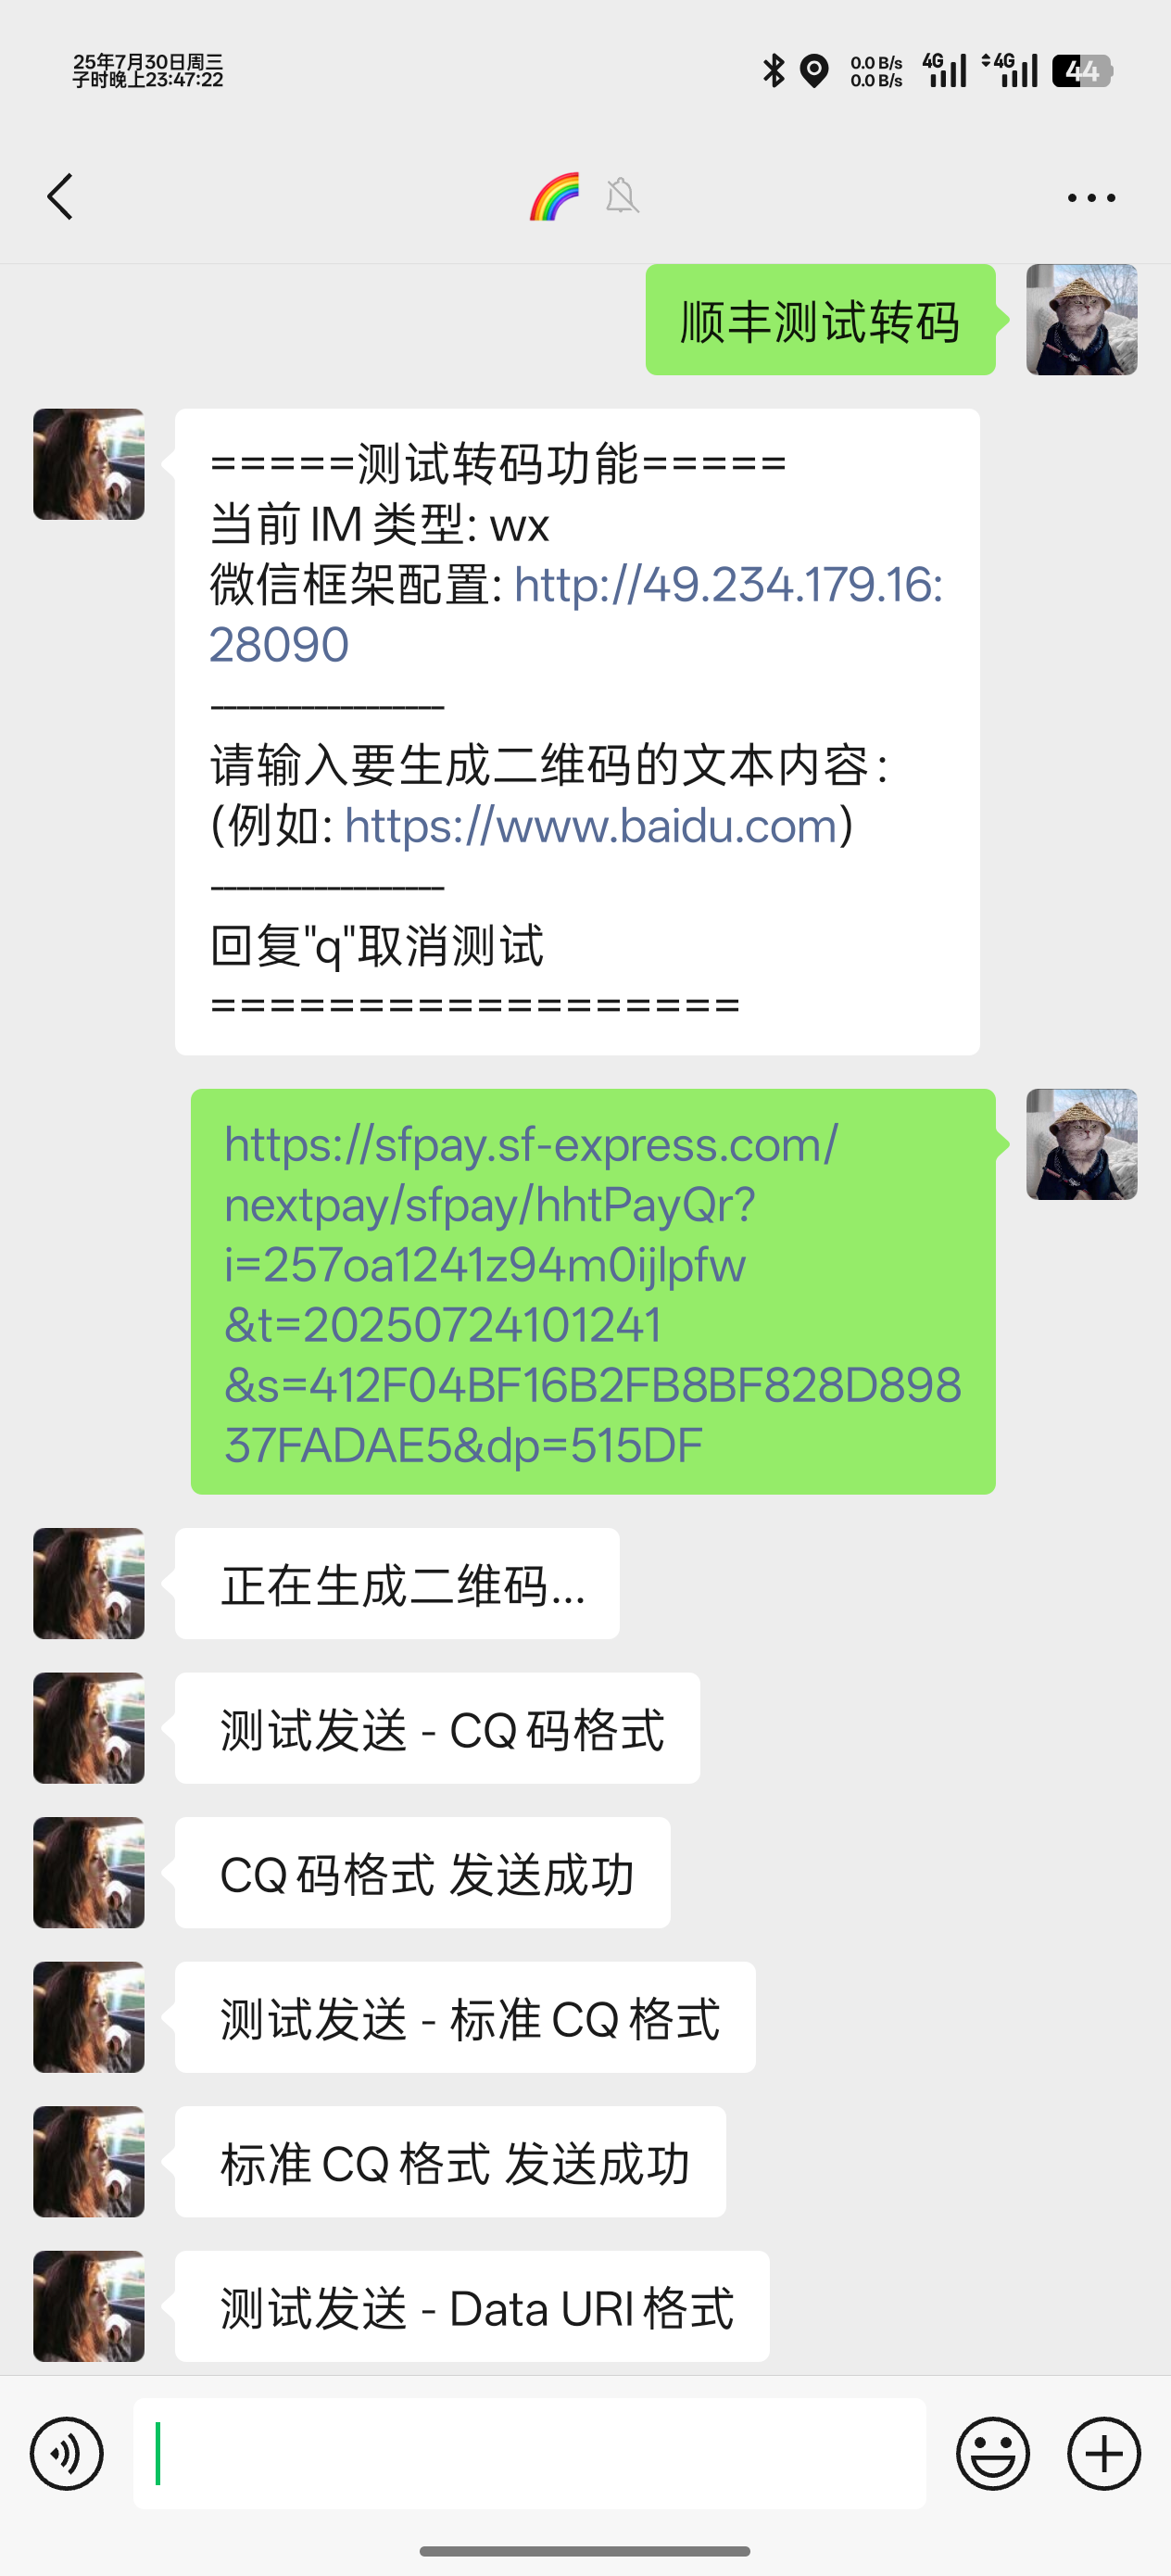 25年7月30日周三
子时晚上23:47:22
0.0 B/s
0.0 B/s
4G
4G
44
顺丰测试转码
=====测试转码功能=====
当前 IM 类型: wx
微信框架配置: http://49.234.179.16:
28090
------------------
请输入要生成二维码的文本内容:
(例如: https://www.baidu.com)
------------------
回复"q"取消测试
==================
https://sfpay.sf-express.com/
nextpay/sfpay/hhtPayQr?
i=257oa1241z94m0ijlpfw
&t=20250724101241
&s=412F04BF16B2FB8BF828D898
37FADAE5&dp=515DF
正在生成二维码...
测试发送 - CQ 码格式
CQ 码格式 发送成功
测试发送 - 标准 CQ 格式
标准 CQ 格式 发送成功
测试发送 - Data URI 格式